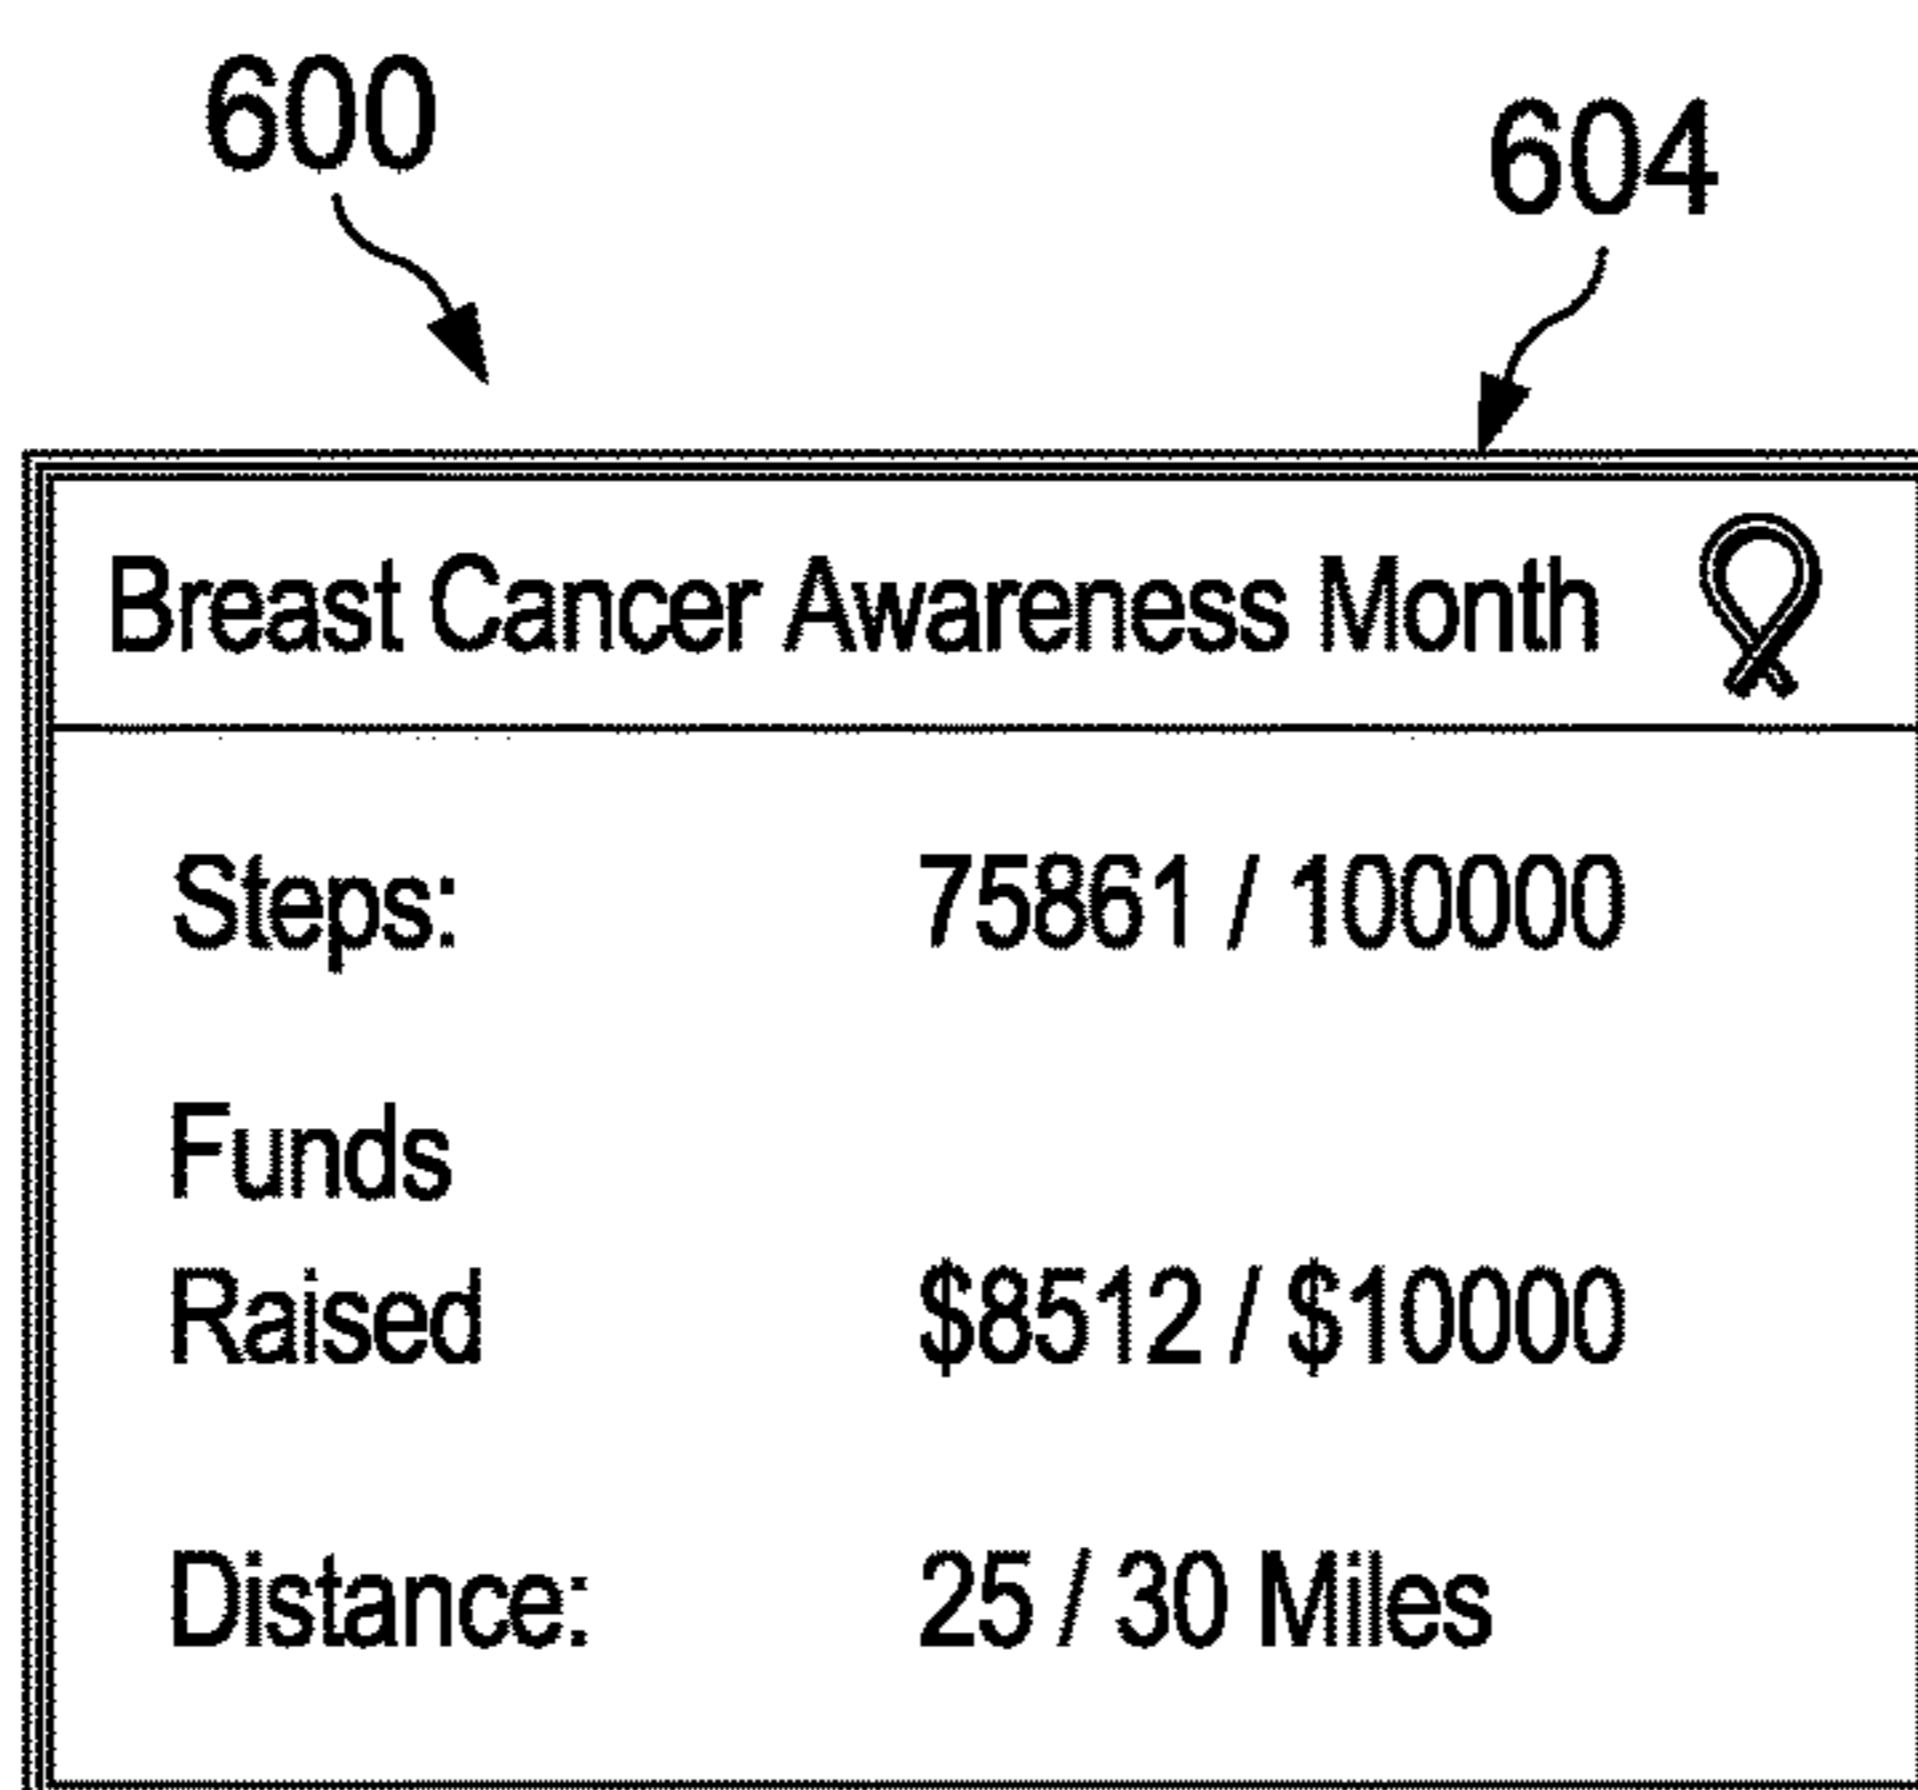 600
604
Breast Cancer Awareness Month
Steps: 75861 / 100000
Funds
Raised $8512 / $10000
Distance: 25 / 30 Miles